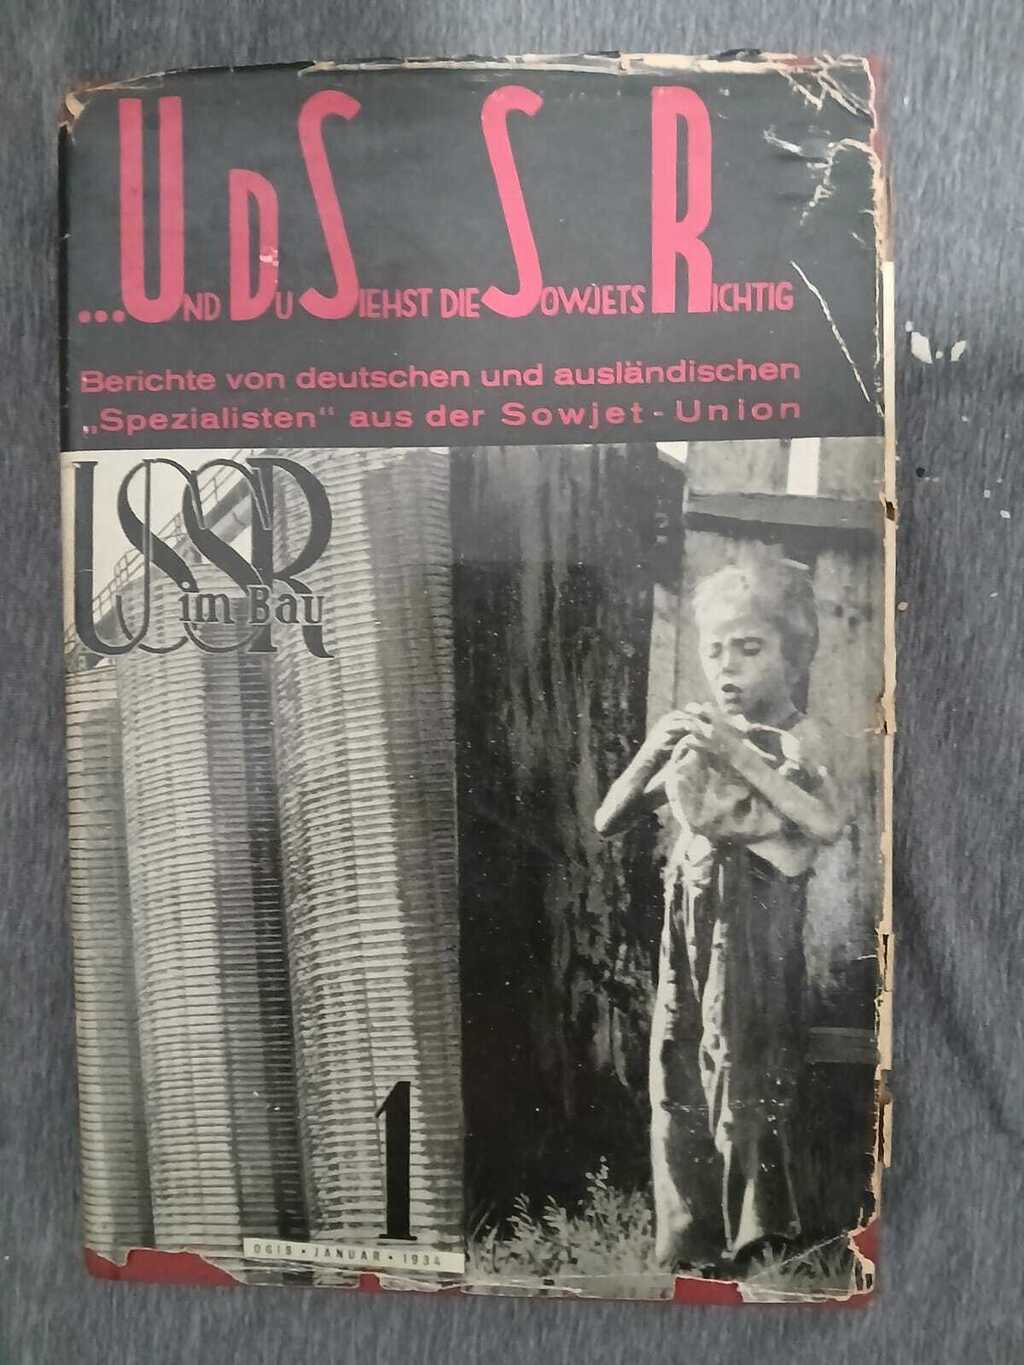 ...UND DU SIEHST DIE SOWJETS RICHTIG
Berichte von deutschen und ausländischen
„Spezialisten“ aus der Sowjet-Union
USSR
im Bau
1
OGIS • JANUAR • 1934